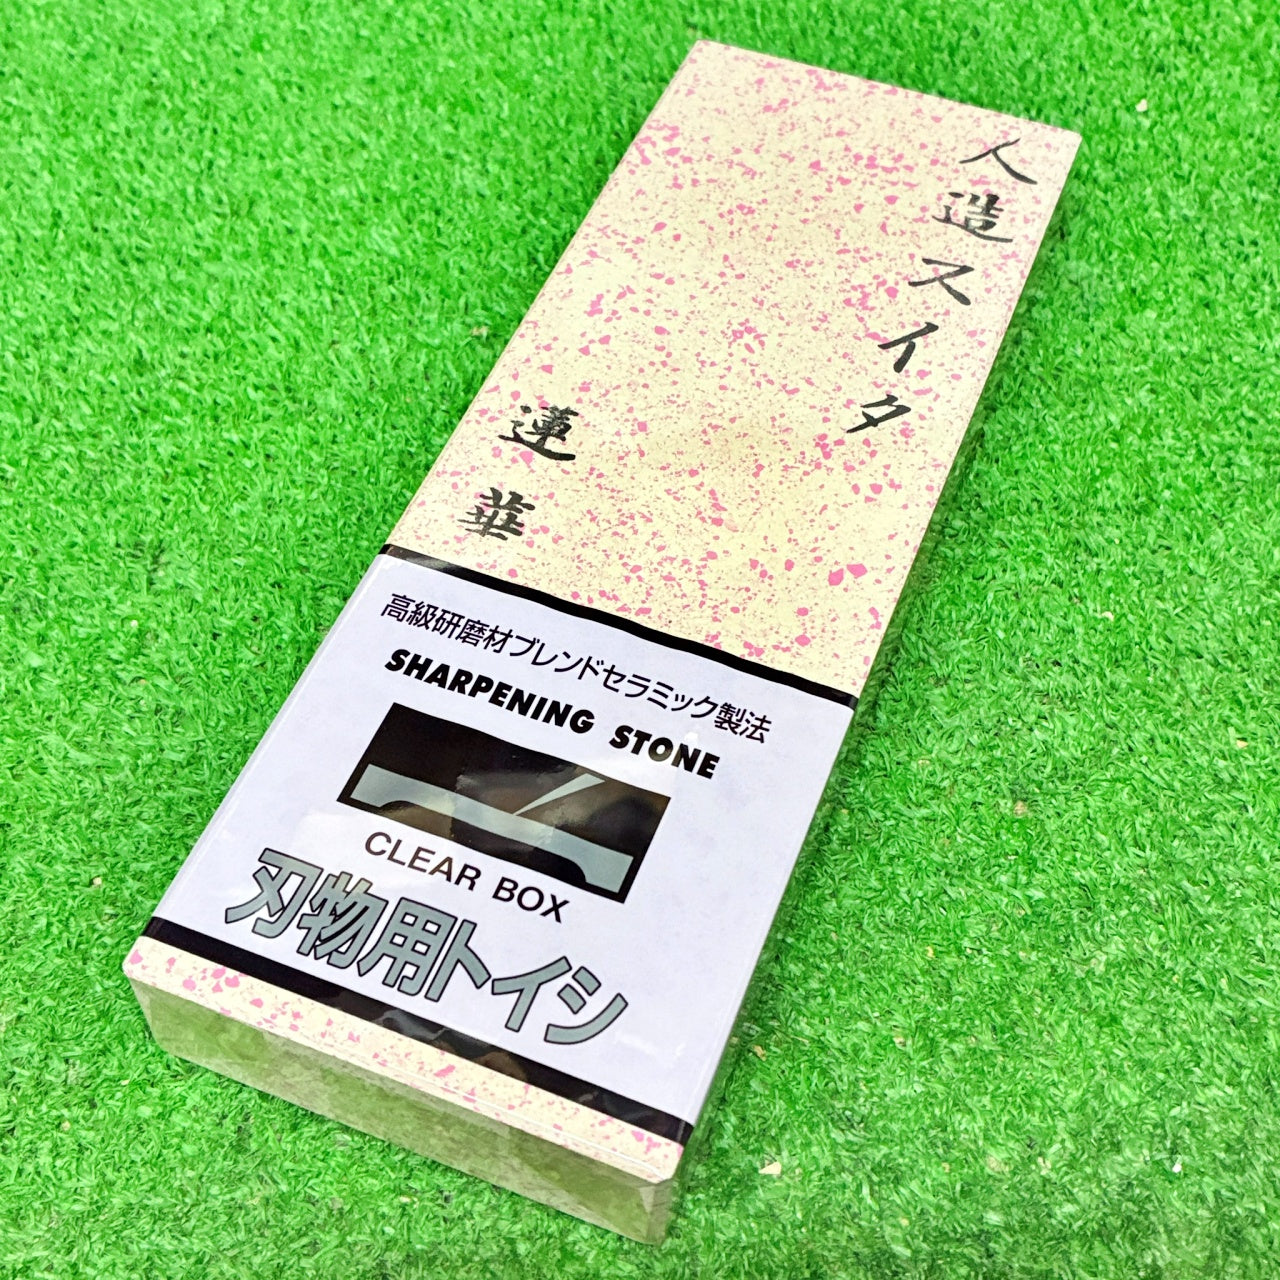 人造スイタ
蓮華
高級研磨材ブレンドセラミック製法
SHARPENING STONE
CLEAR BOX
刃物用トイシ